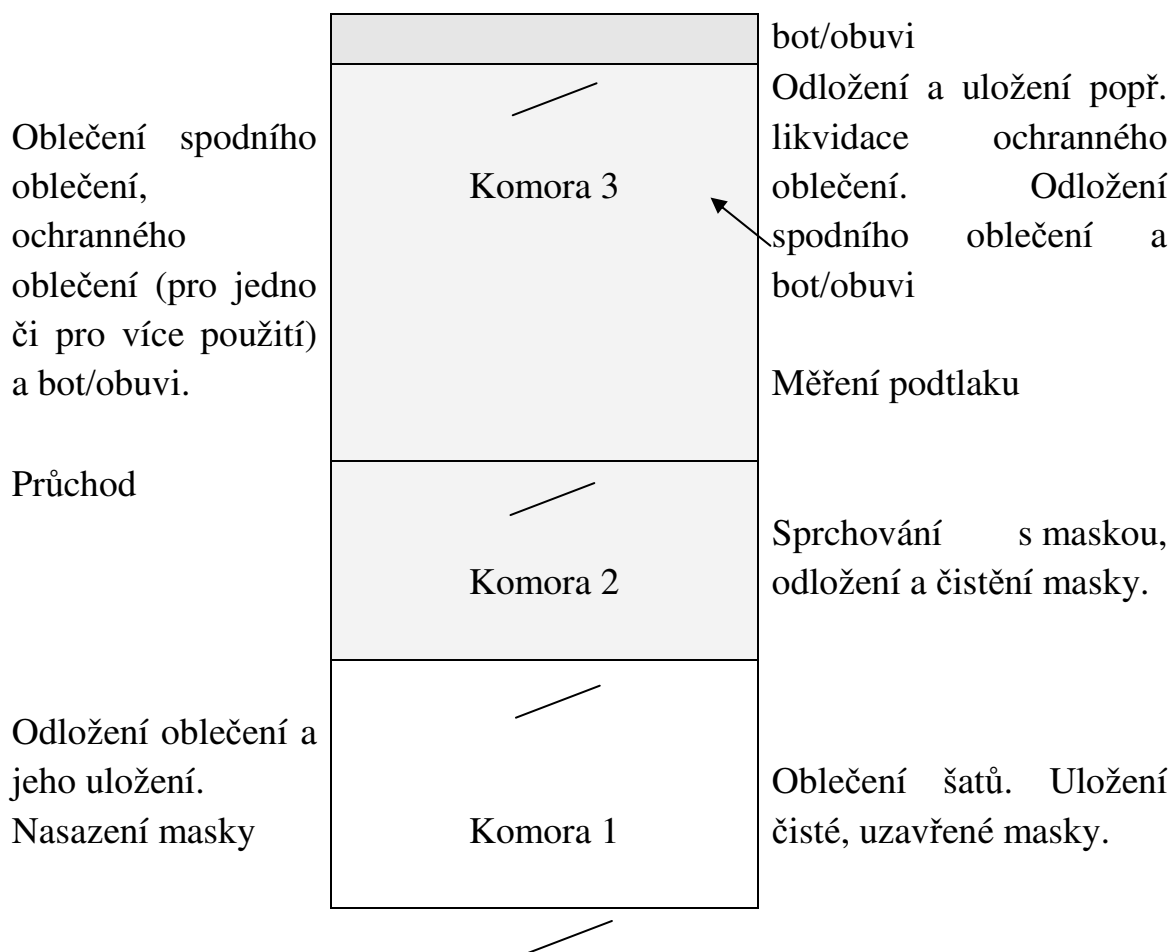 bot/obuvi
Odložení a uložení popř.
likvidace ochranného
oblečení. Odložení
spodního oblečení a
bot/obuvi
Oblečení spodního
oblečení,
ochranného
oblečení (pro jedno
či pro více použití)
a bot/obuvi.
Komora 3
Měření podtlaku
Průchod
Komora 2
Sprchování s maskou,
odložení a čistění masky.
Odložení oblečení a
jeho uložení.
Nasazení masky
Komora 1
Oblečení šatů. Uložení
čisté, uzavřené masky.